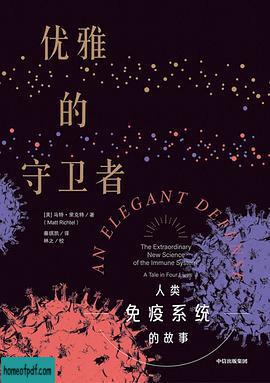 优雅
的
守卫者
[美] 马特·里克特/著
(Matt Richtel)
秦琪凯/译
林之/校
AN ELEGANT DEFENSE
The Extraordinary
New Science
of the Immune System
A Tale in Four Lives
人类
免疫系统
的故事
中信出版集团
homeofpdf.com